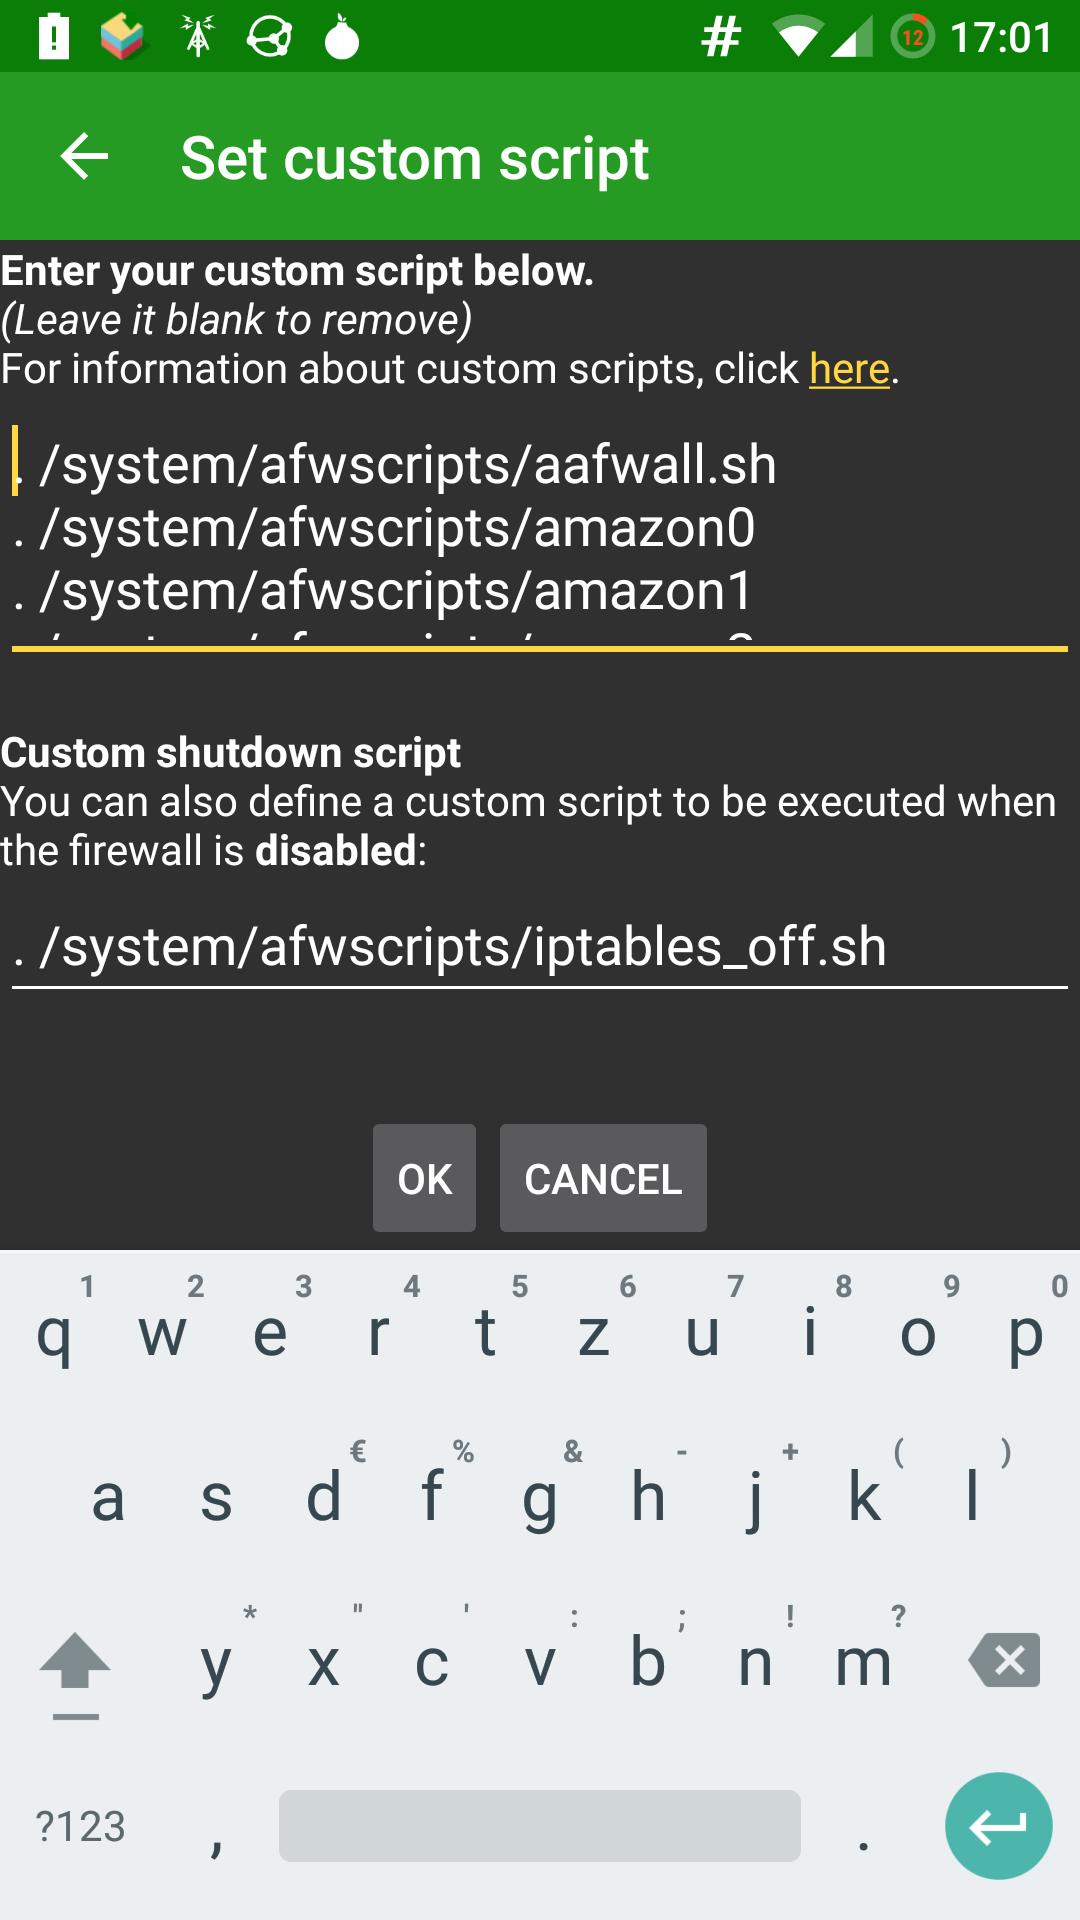 # 12 17:01
Set custom script
Enter your custom script below.
(Leave it blank to remove)
For information about custom scripts, click here.
. /system/afwscripts/aafwall.sh
. /system/afwscripts/amazon0
. /system/afwscripts/amazon1
Custom shutdown script
You can also define a custom script to be executed when
the firewall is disabled:
. /system/afwscripts/iptables_off.sh
OK CANCEL
1 2 3 4 5 6 7 8 9 0
q w e r t z u i o p
€ % & - + ( )
a s d f g h j k l
* " ' : ; ! ?
y x c v b n m
?123 , .